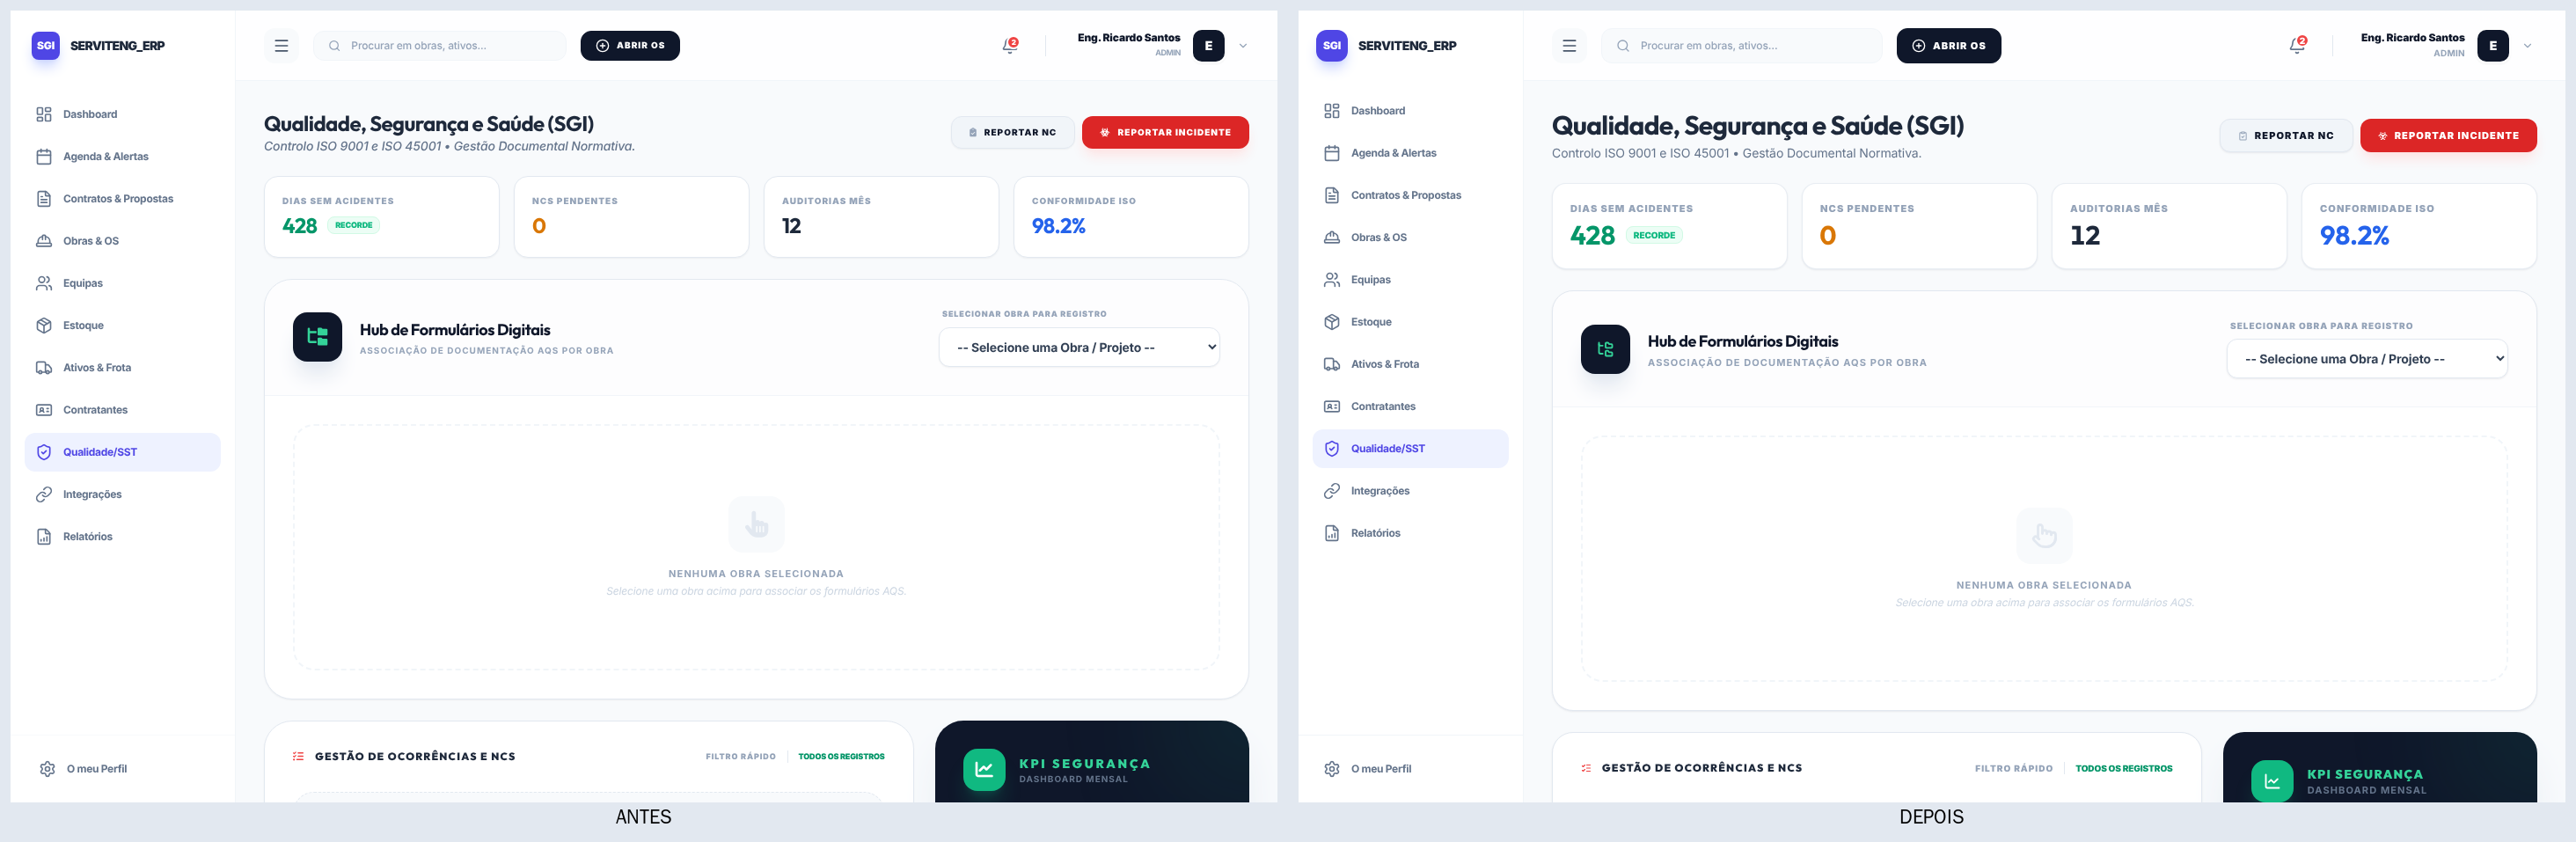 SGI SERVITENG_ERP
Procurar em obras, ativos...
ABRIR OS
2
Eng. Ricardo Santos
ADMIN
E
Dashboard
Agenda & Alertas
Contratos & Propostas
Obras & OS
Equipas
Estoque
Ativos & Frota
Contratantes
Qualidade/SST
Integrações
Relatórios
O meu Perfil
Qualidade, Segurança e Saúde (SGI)
Controlo ISO 9001 e ISO 45001 • Gestão Documental Normativa.
REPORTAR NC
REPORTAR INCIDENTE
DIAS SEM ACIDENTES
428 RECORDE
NCS PENDENTES
0
AUDITORIAS MÊS
12
CONFORMIDADE ISO
98.2%
Hub de Formulários Digitais
ASSOCIAÇÃO DE DOCUMENTAÇÃO AQS POR OBRA
SELECIONAR OBRA PARA REGISTRO
-- Selecione uma Obra / Projeto --
NENHUMA OBRA SELECIONADA
Selecione uma obra acima para associar os formulários AQS.
GESTÃO DE OCORRÊNCIAS E NCS
FILTRO RÁPIDO
TODOS OS REGISTROS
KPI SEGURANÇA
DASHBOARD MENSAL
ANTES
SGI SERVITENG_ERP
Procurar em obras, ativos...
ABRIR OS
2
Eng. Ricardo Santos
ADMIN
E
Dashboard
Agenda & Alertas
Contratos & Propostas
Obras & OS
Equipas
Estoque
Ativos & Frota
Contratantes
Qualidade/SST
Integrações
Relatórios
O meu Perfil
Qualidade, Segurança e Saúde (SGI)
Controlo ISO 9001 e ISO 45001 • Gestão Documental Normativa.
REPORTAR NC
REPORTAR INCIDENTE
DIAS SEM ACIDENTES
428 RECORDE
NCS PENDENTES
0
AUDITORIAS MÊS
12
CONFORMIDADE ISO
98.2%
Hub de Formulários Digitais
ASSOCIAÇÃO DE DOCUMENTAÇÃO AQS POR OBRA
SELECIONAR OBRA PARA REGISTRO
-- Selecione uma Obra / Projeto --
NENHUMA OBRA SELECIONADA
Selecione uma obra acima para associar os formulários AQS.
GESTÃO DE OCORRÊNCIAS E NCS
FILTRO RÁPIDO
TODOS OS REGISTROS
KPI SEGURANÇA
DASHBOARD MENSAL
DEPOIS